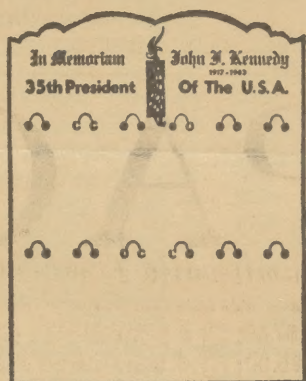 In Memoriam John F. Kennedy
1917-1963
35th President Of The U.S.A.